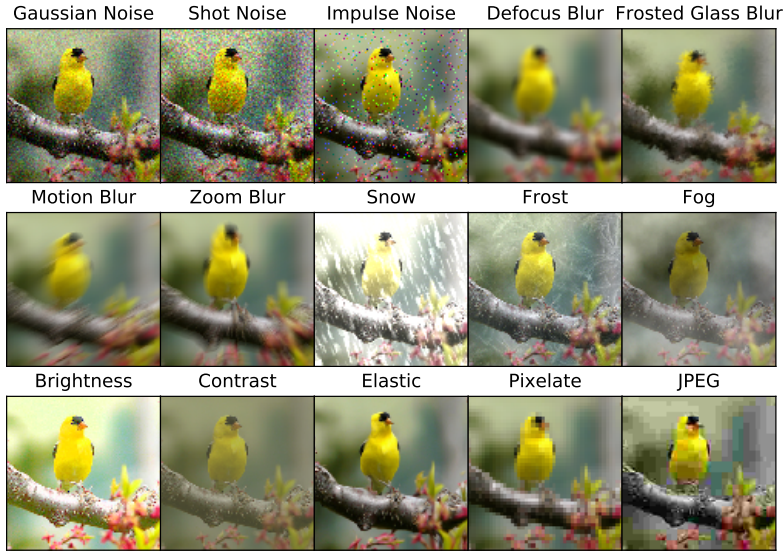 Gaussian Noise Shot Noise Impulse Noise Defocus Blur Frosted Glass Blur
Motion Blur Zoom Blur Snow Frost Fog
Brightness Contrast Elastic Pixelate JPEG